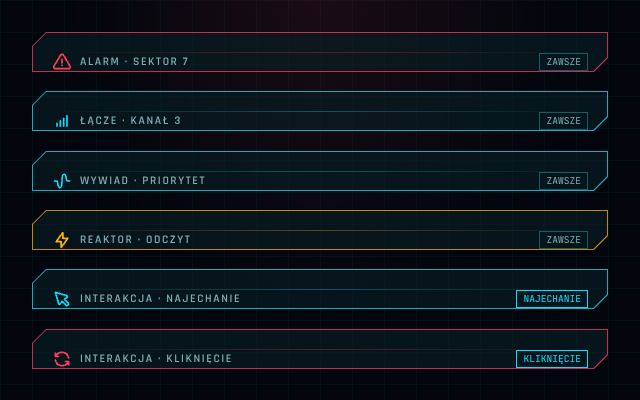 ALARM · SEKTOR 7 ZAWSZE
ŁĄCZE · KANAŁ 3 ZAWSZE
WYWIAD · PRIORYTET ZAWSZE
REAKTOR · ODCZYT ZAWSZE
INTERAKCJA · NAJECHANIE NAJECHANIE
INTERAKCJA · KLIKNIĘCIE KLIKNIĘCIE